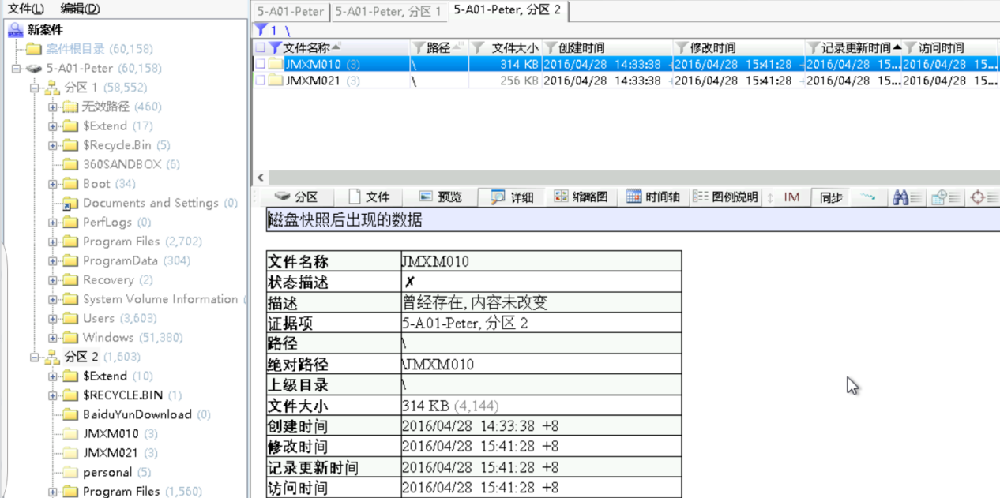 文件(L) 编辑(D)
新案件
案件根目录 (60,158)
5-A01-Peter (60,158)
分区 1 (58,552)
无效路径 (460)
$Extend (17)
$Recycle.Bin (5)
360SANDBOX (6)
Boot (34)
Documents and Settings (0)
PerfLogs (0)
Program Files (2,702)
ProgramData (304)
Recovery (2)
System Volume Information (
Users (3,603)
Windows (51,380)
分区 2 (1,603)
$Extend (10)
$RECYCLE.BIN (1)
BaiduYunDownload (0)
JMXM010 (3)
JMXM021 (3)
personal (5)
Program Files (1,560)
5-A01-Peter 5-A01-Peter, 分区 1 5-A01-Peter, 分区 2
1 \
文件名称 路径 文件大小 创建时间 修改时间 记录更新时间 访问时间
JMXM010 (3) \ 314 KB 2016/04/28 14:33:38 + 2016/04/28 15:41:28 + 2016/04/28 15... 2016/04/28 15...
JMXM021 (3) \ 256 KB 2016/04/28 14:33:38 + 2016/04/28 15:41:28 + 2016/04/28 15... 2016/04/28 15...
分区 文件 预览 详细 缩略图 时间轴 图例说明 IM 同步
磁盘快照后出现的数据
文件名称 JMXM010
状态描述 ✗
描述 曾经存在, 内容未改变
证据项 5-A01-Peter, 分区 2
路径 \
绝对路径 \JMXM010
上级目录 \
文件大小 314 KB (4,144)
创建时间 2016/04/28 14:33:38 +8
修改时间 2016/04/28 15:41:28 +8
记录更新时间 2016/04/28 15:41:28 +8
访问时间 2016/04/28 15:41:28 +8